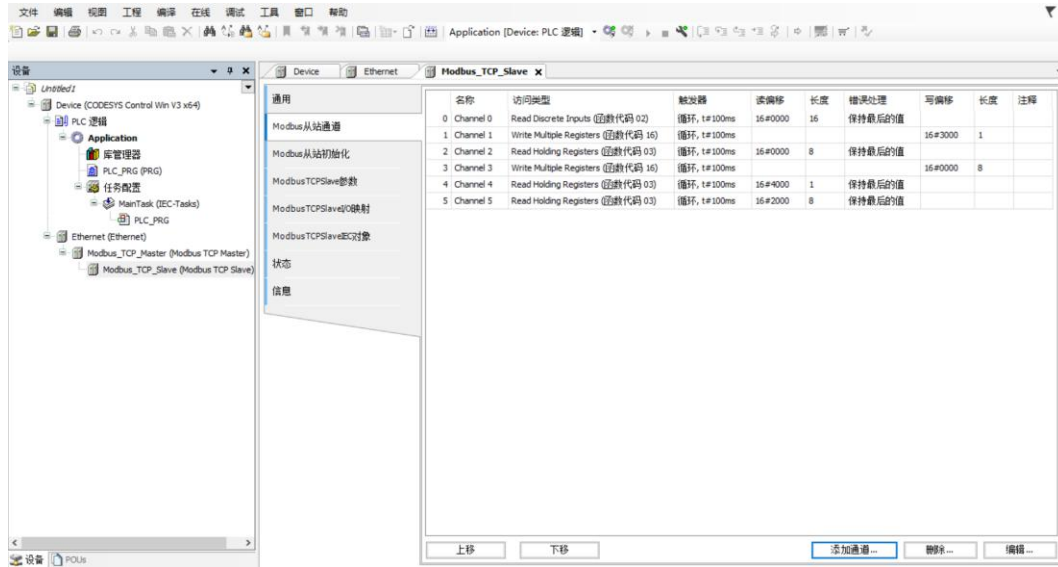 文件 编辑 视图 工程 编译 在线 调试 工具 窗口 帮助
Application [Device: PLC 逻辑]
设备
Untitled1
Device (CODESYS Control Win V3 x64)
PLC 逻辑
Application
库管理器
PLC_PRG (PRG)
任务配置
MainTask (IEC-Tasks)
PLC_PRG
Ethernet (Ethernet)
Modbus_TCP_Master (Modbus TCP Master)
Modbus_TCP_Slave (Modbus TCP Slave)
设备 POUs
Device Ethernet Modbus_TCP_Slave
通用
Modbus从站通道
Modbus从站初始化
ModbusTCPSlave参数
ModbusTCPSlaveI/O映射
ModbusTCPSlaveIEC对象
状态
信息
名称 访问类型 触发器 读偏移 长度 错误处理 写偏移 长度 注释
0 Channel 0 Read Discrete Inputs (函数代码 02) 循环, t#100ms 16#0000 16 保持最后的值
1 Channel 1 Write Multiple Registers (函数代码 16) 循环, t#100ms 16#3000 1
2 Channel 2 Read Holding Registers (函数代码 03) 循环, t#100ms 16#0000 8 保持最后的值
3 Channel 3 Write Multiple Registers (函数代码 16) 循环, t#100ms 16#0000 8
4 Channel 4 Read Holding Registers (函数代码 03) 循环, t#100ms 16#4000 1 保持最后的值
5 Channel 5 Read Holding Registers (函数代码 03) 循环, t#100ms 16#2000 8 保持最后的值
上移 下移 添加通道... 删除... 编辑...